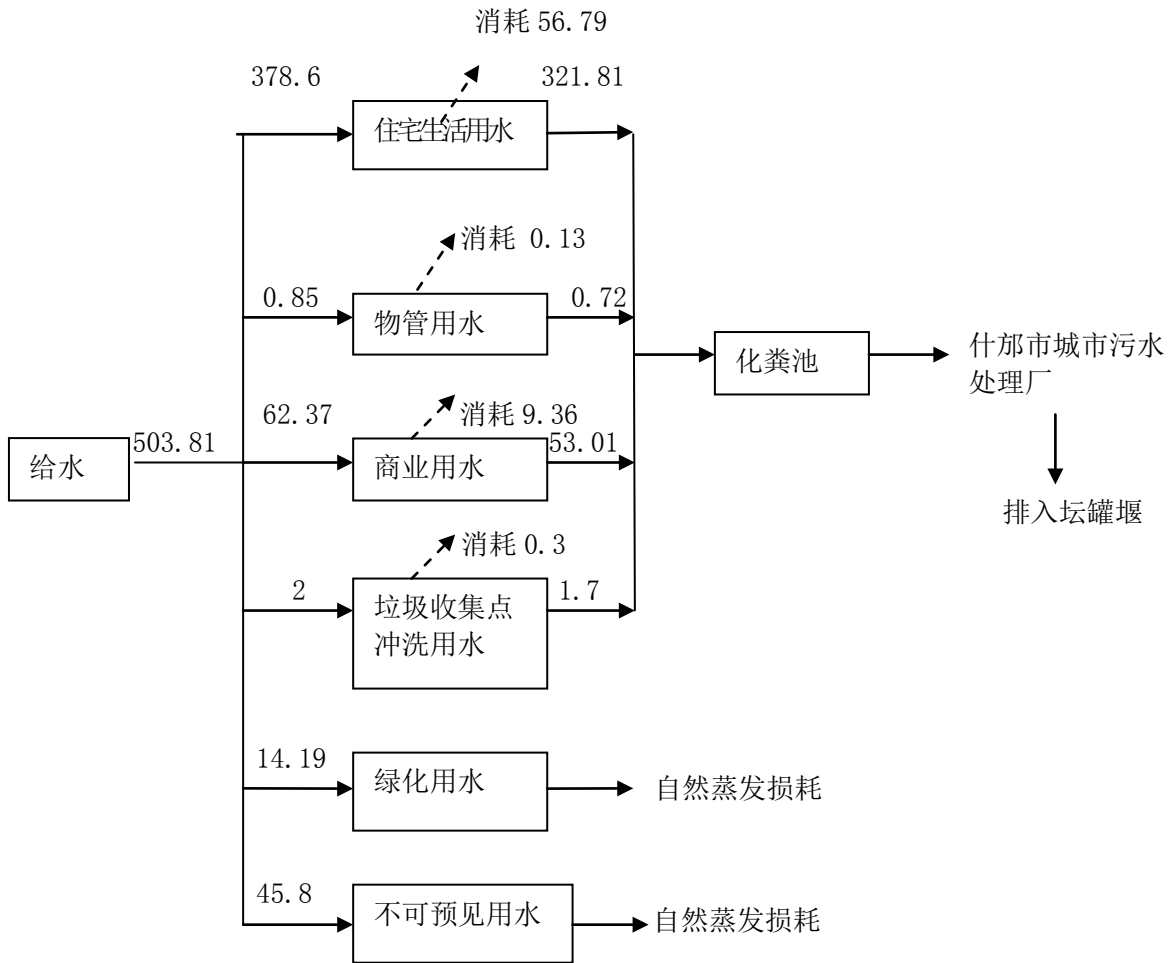 消耗 56.79
378.6
321.81
住宅生活用水
消耗 0.13
0.85
0.72
物管用水
化粪池
什邡市城市污水
处理厂
62.37
消耗 9.36
503.81
53.01
给水
商业用水
排入坛罐堰
消耗 0.3
2
1.7
垃圾收集点
冲洗用水
14.19
绿化用水
自然蒸发损耗
45.8
不可预见用水
自然蒸发损耗